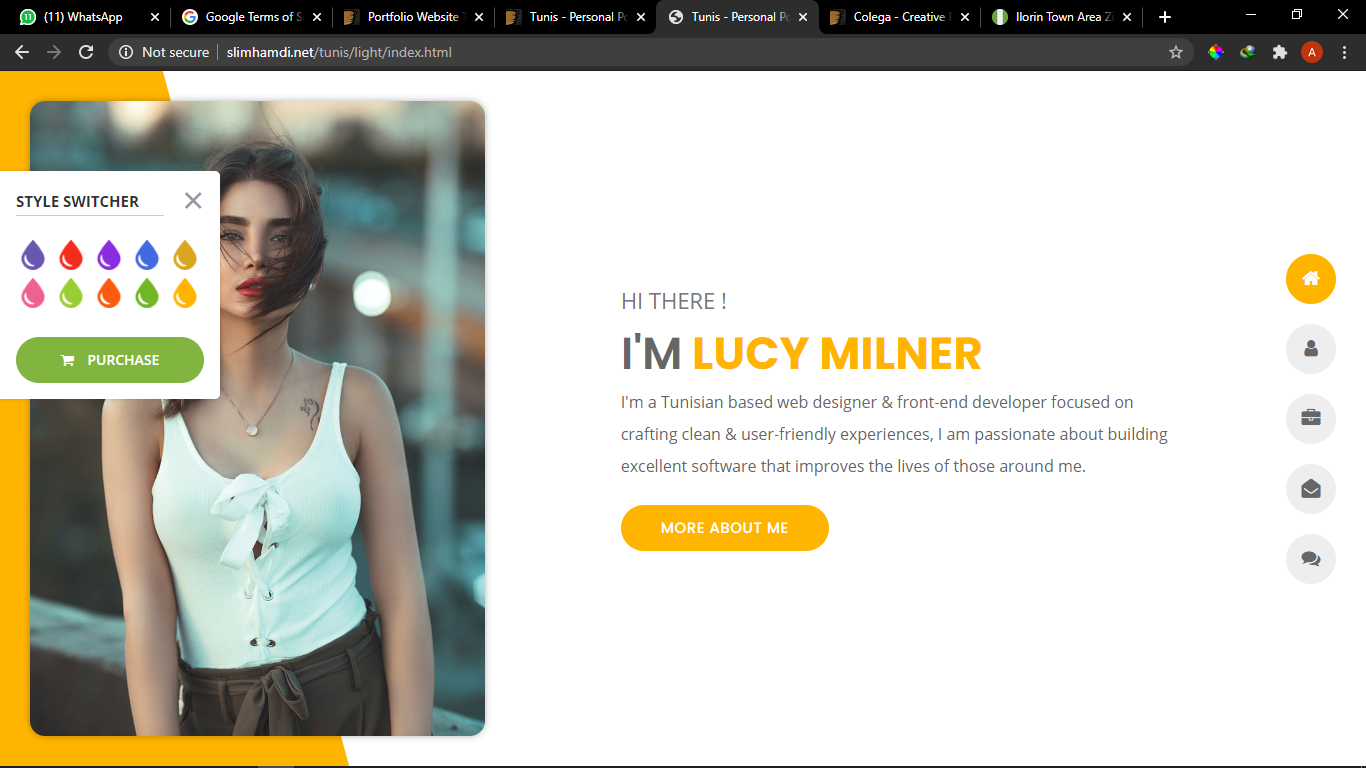 11
(11) WhatsApp
Google Terms of S
Portfolio Website T
Tunis - Personal Po
Tunis - Personal Po
Colega - Creative
Ilorin Town Area Z
Not secure
slimhamdi.net/tunis/light/index.html
A
STYLE SWITCHER
PURCHASE
HI THERE !
I'M LUCY MILNER
I'm a Tunisian based web designer & front-end developer focused on
crafting clean & user-friendly experiences, I am passionate about building
excellent software that improves the lives of those around me.
MORE ABOUT ME